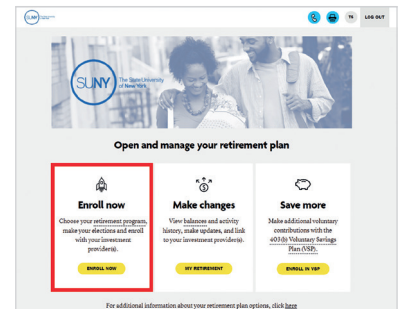 SUNY
TS
LOG OUT
SUNY
The State University
of New York
Open and manage your retirement plan
Enroll now
Choose your retirement program,
make your elections and enroll
with your investment
provider(s).
ENROLL NOW
Make changes
View balances and activity
history, make updates, and link
to your investment provider(s).
MY RETIREMENT
Save more
Make additional voluntary
contributions with the
403(b) Voluntary Savings
Plan (VSP).
ENROLL IN VSP
For additional information about your retirement plan options, click here